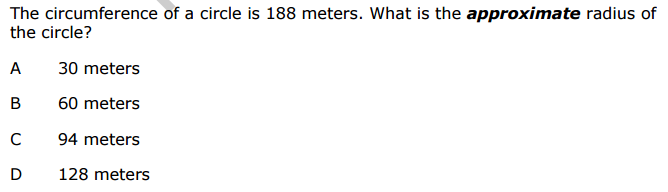 The circumference of a circle is 188 meters. What is the approximate radius of
the circle?
A 30 meters
B 60 meters
C 94 meters
D 128 meters